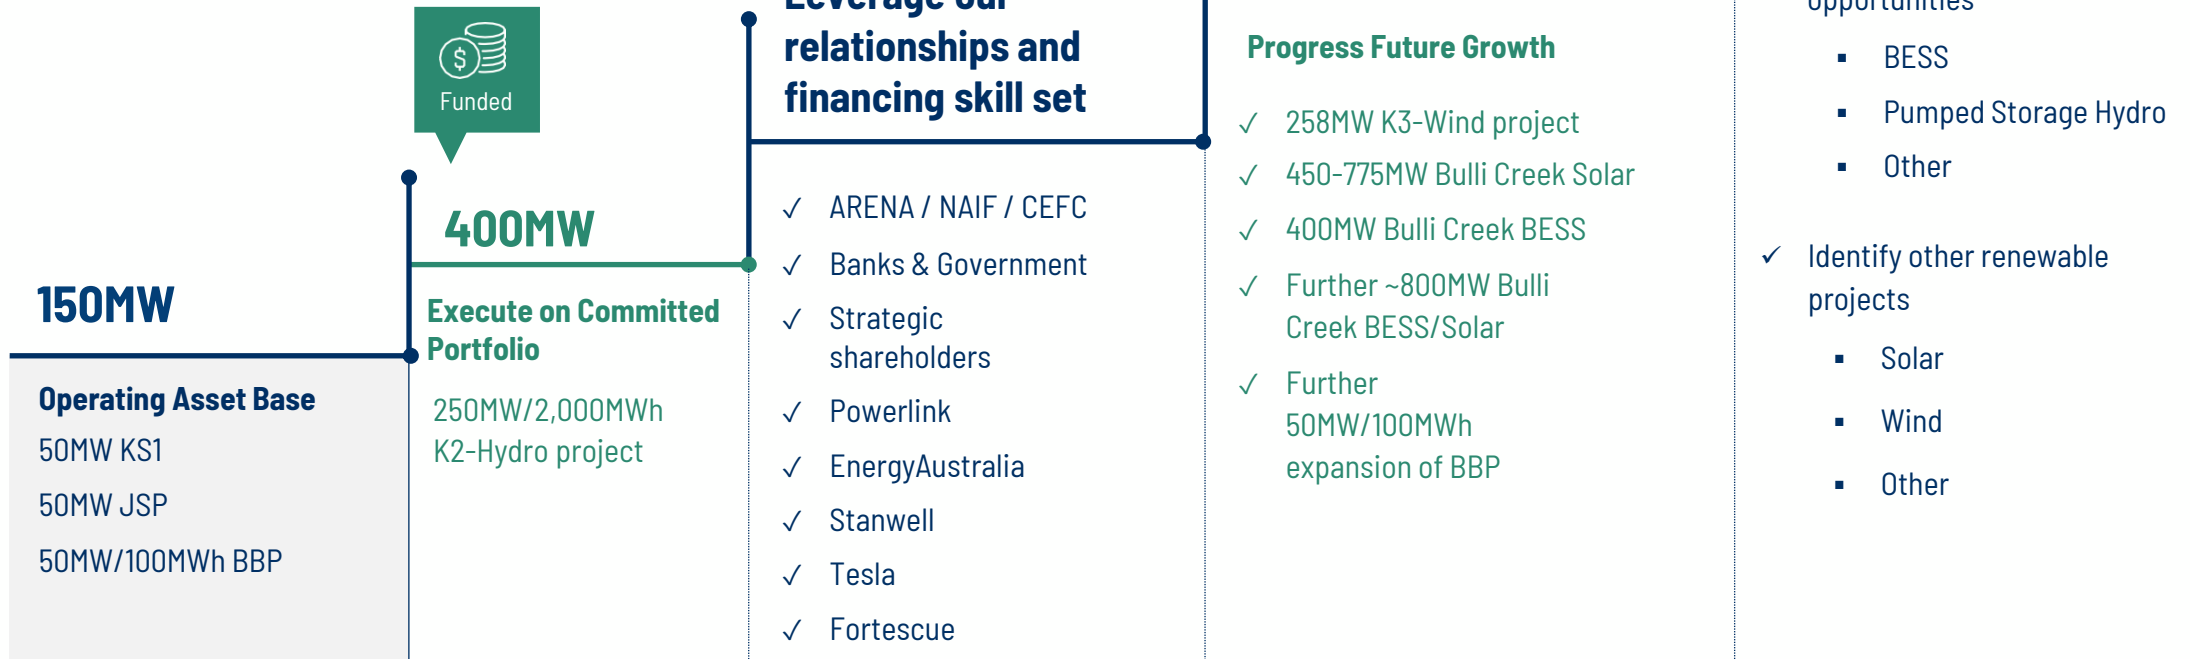 150MW
Operating Asset Base
50MW KS1
50MW JSP
50MW/100MWh BBP
Funded
400MW
Execute on Committed
Portfolio
250MW/2,000MWh
K2-Hydro project
Leverage our
relationships and
financing skill set
✓ ARENA / NAIF / CEFC
✓ Banks & Government
✓ Strategic
shareholders
✓ Powerlink
✓ EnergyAustralia
✓ Stanwell
✓ Tesla
✓ Fortescue
Progress Future Growth
✓ 258MW K3-Wind project
✓ 450-775MW Bulli Creek Solar
✓ 400MW Bulli Creek BESS
✓ Further ~800MW Bulli
Creek BESS/Solar
✓ Further
50MW/100MWh
expansion of BBP
opportunities
▪ BESS
▪ Pumped Storage Hydro
▪ Other
✓ Identify other renewable
projects
▪ Solar
▪ Wind
▪ Other